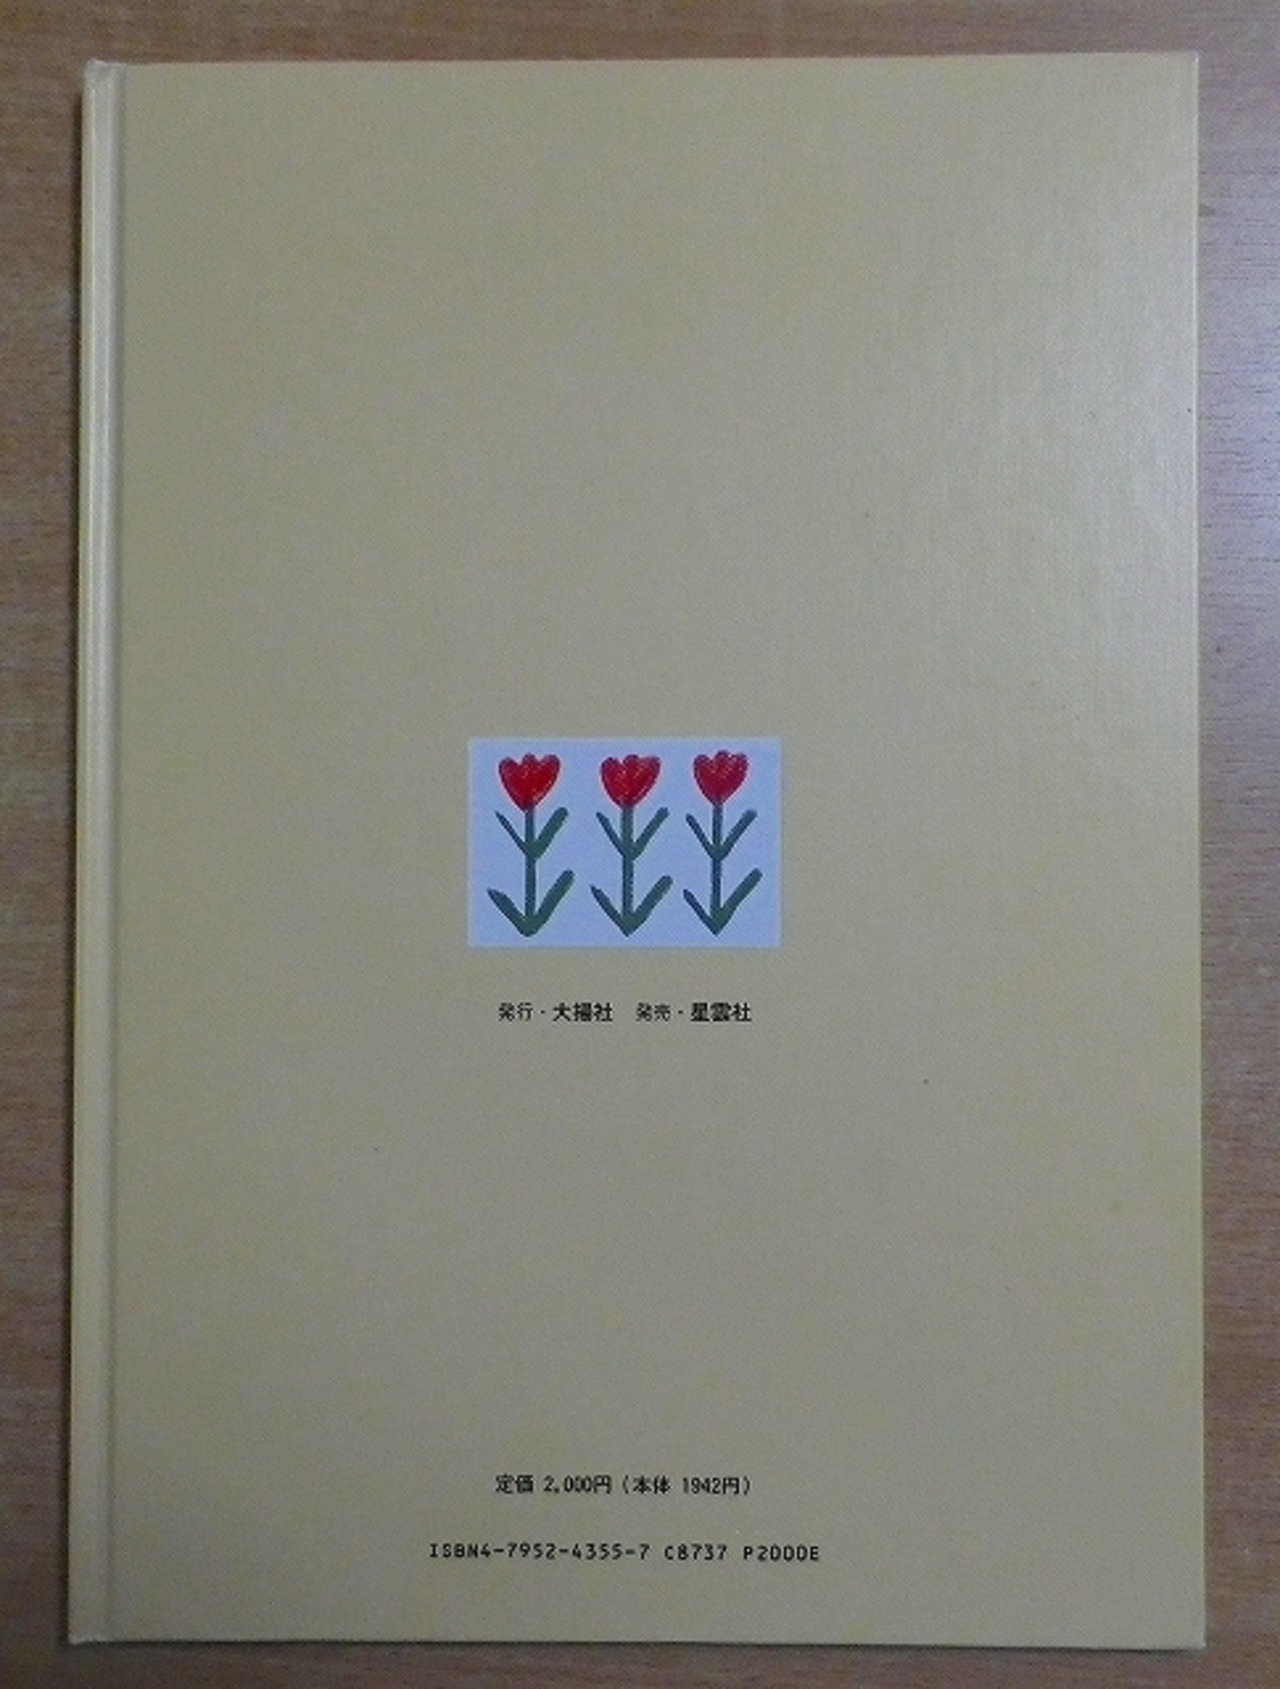 発行・大揚社 発売・星雲社
定価 2,000円（本体 1942円）
ISBN4-7952-4355-7 C8737 P2000E